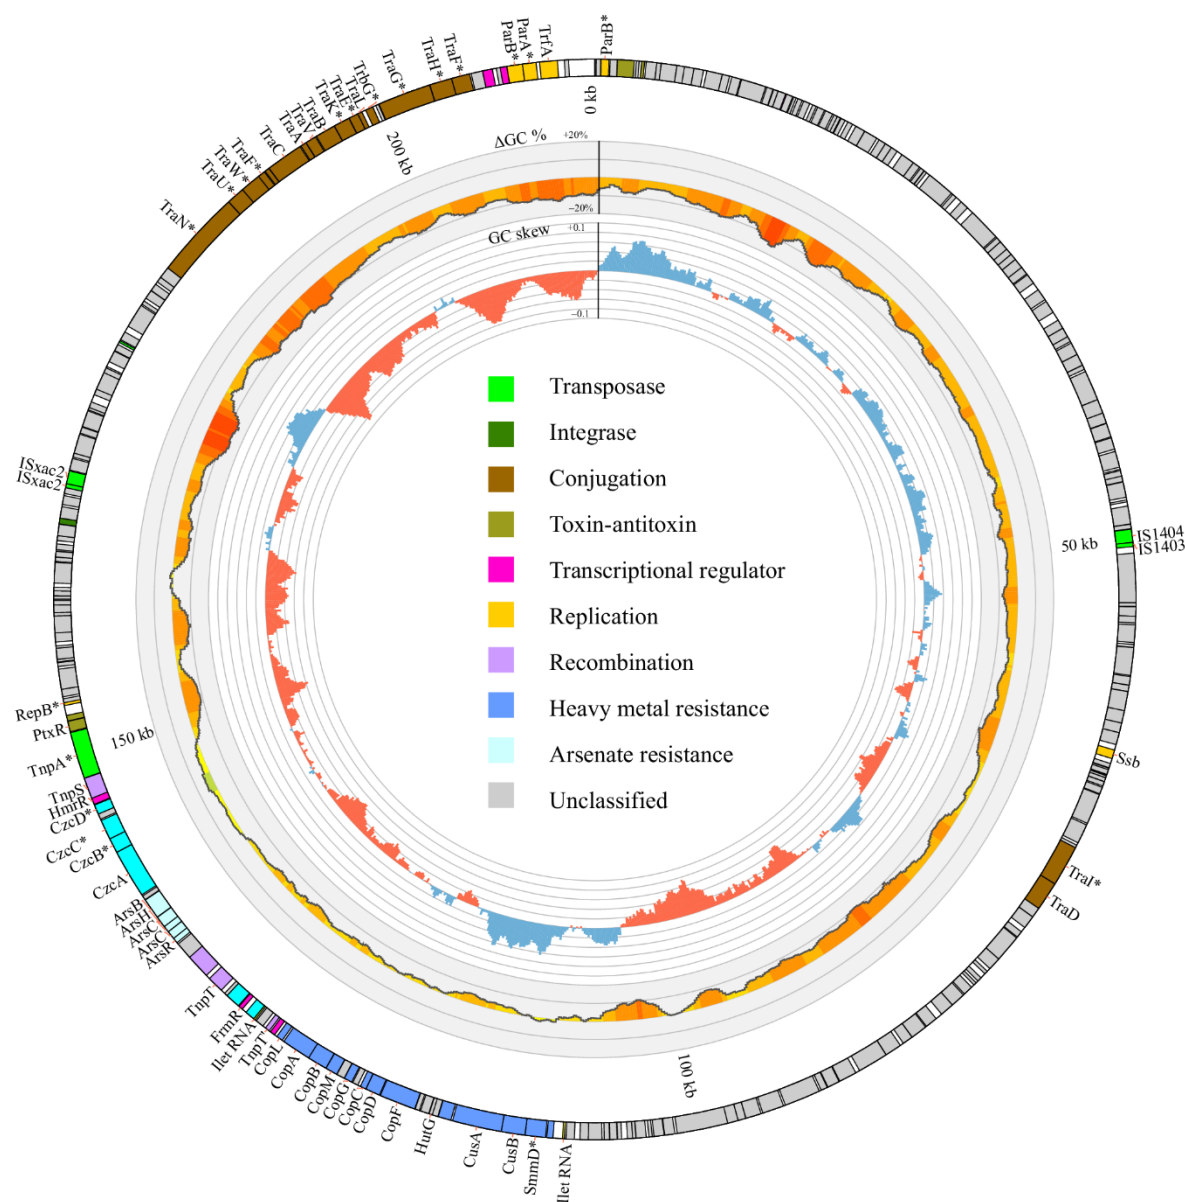 ParB*
TrfA
ParA*
ParB*
TraF*
TraH*
TraG*
TrbG*
TraL
TraE*
TraK*
TraB
TraV
TraA
TraC
TraF*
TraW*
TraU*
TraN*
ISxac2
ISxac2
RepB*
PtxR
TnpA*
TnpS
HmrR
CzcD*
CzcC*
CzcB*
CzcA
ArsB
ArsH
ArsC
ArsC
ArsR
TnpT
FrmR
Ilet RNA
TnpT
CopL
CopA
CopB
CopM
CopG
CopC
CopD
CopF
HutG
CusA
CusB
SmmD*
Ilet RNA
TraD
TraI*
Ssb
IS1403
IS1404
0 kb
50 kb
100 kb
150 kb
200 kb
ΔGC %
+20%
−20%
GC skew
+0.1
−0.1
Transposase
Integrase
Conjugation
Toxin-antitoxin
Transcriptional regulator
Replication
Recombination
Heavy metal resistance
Arsenate resistance
Unclassified